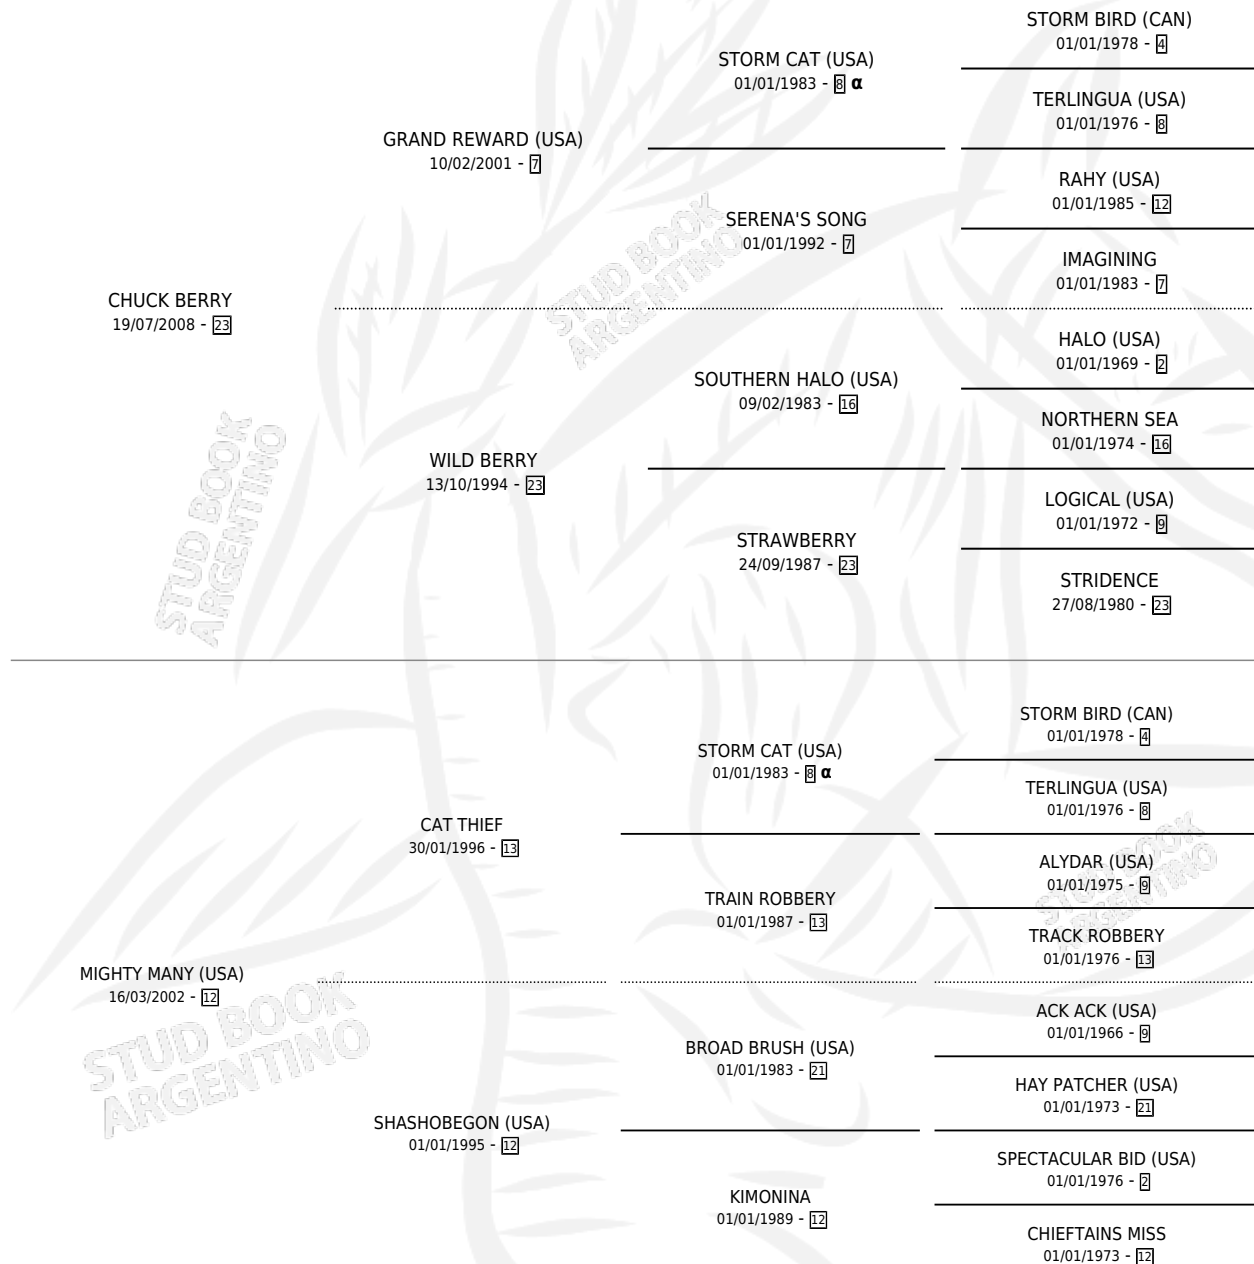 STORM BIRD (CAN)
01/01/1978 - 4
STORM CAT (USA)
01/01/1983 - 8 α
TERLINGUA (USA)
01/01/1976 - 8
GRAND REWARD (USA)
10/02/2001 - 7
RAHY (USA)
01/01/1985 - 12
SERENA'S SONG
01/01/1992 - 7
IMAGINING
01/01/1983 - 7
CHUCK BERRY
19/07/2008 - 23
STUD BOOK
ARGENTINO
HALO (USA)
01/01/1969 - 2
SOUTHERN HALO (USA)
09/02/1983 - 16
NORTHERN SEA
01/01/1974 - 16
WILD BERRY
13/10/1994 - 23
LOGICAL (USA)
01/01/1972 - 9
STRAWBERRY
24/09/1987 - 23
STRIDENCE
27/08/1980 - 23
STUD BOOK
ARGENTINO
STORM BIRD (CAN)
01/01/1978 - 4
STORM CAT (USA)
01/01/1983 - 8 α
TERLINGUA (USA)
01/01/1976 - 8
CAT THIEF
30/01/1996 - 13
ALYDAR (USA)
01/01/1975 - 9
TRAIN ROBBERY
01/01/1987 - 13
STUD BOOK
ARGENTINO
TRACK ROBBERY
01/01/1976 - 13
MIGHTY MANY (USA)
16/03/2002 - 12
STUD BOOK
ARGENTINO
ACK ACK (USA)
01/01/1966 - 9
BROAD BRUSH (USA)
01/01/1983 - 21
HAY PATCHER (USA)
01/01/1973 - 21
SHASHOBEGON (USA)
01/01/1995 - 12
SPECTACULAR BID (USA)
01/01/1976 - 2
KIMONINA
01/01/1989 - 12
CHIEFTAINS MISS
01/01/1973 - 12